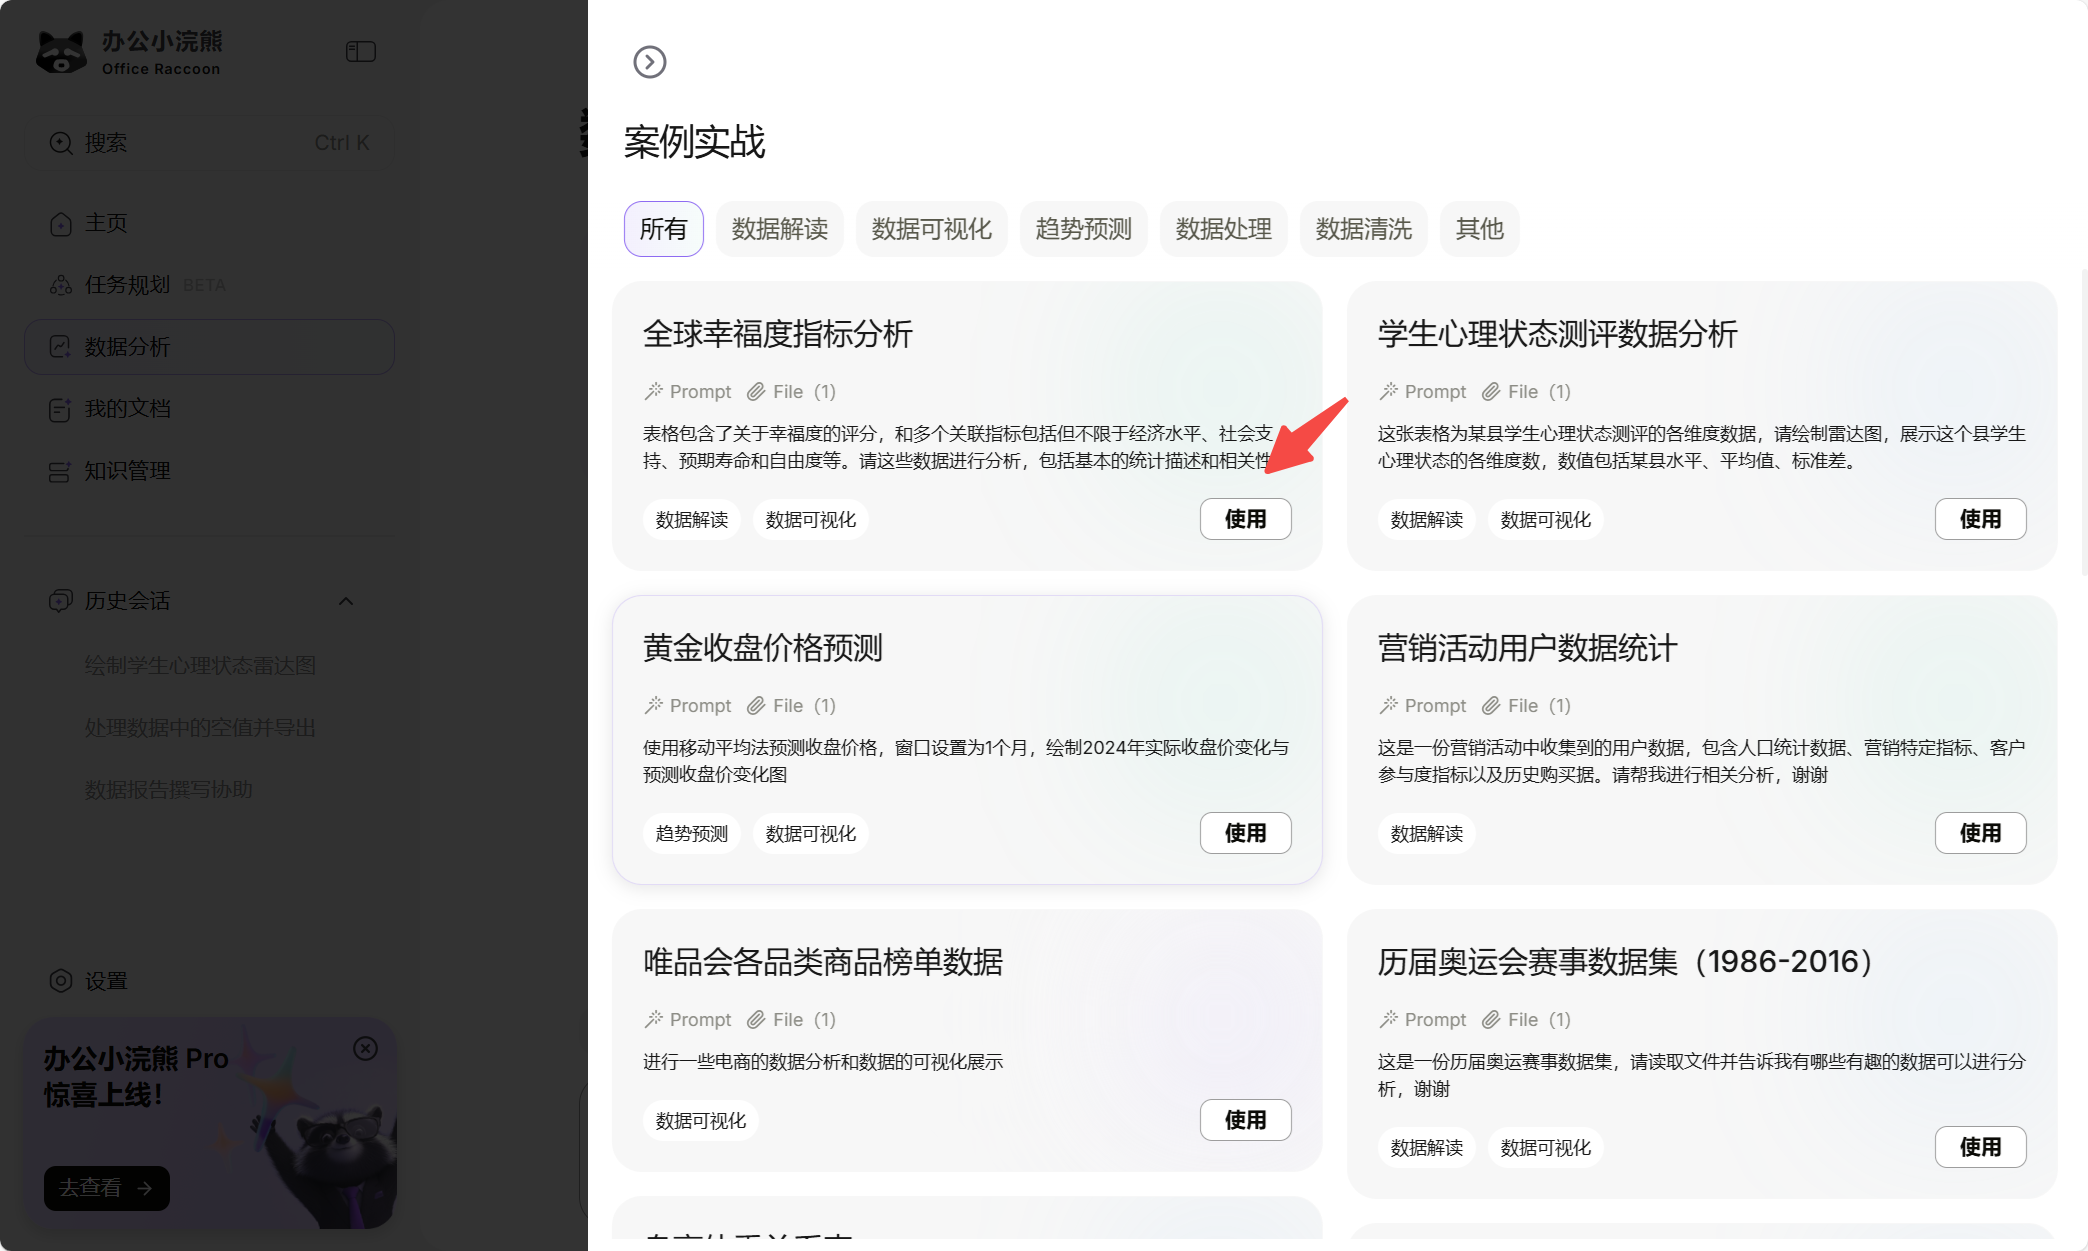 办公小浣熊
Office Raccoon
搜索
Ctrl K
主页
任务规划 BETA
数据分析
我的文档
知识管理
历史会话
绘制学生心理状态雷达图
处理数据中的空值并导出
数据报告撰写协助
设置
办公小浣熊 Pro
惊喜上线！
去查看
案例实战
所有
数据解读
数据可视化
趋势预测
数据处理
数据清洗
其他
全球幸福度指标分析
Prompt File (1)
表格包含了关于幸福度的评分，和多个关联指标包括但不限于经济水平、社会支
持、预期寿命和自由度等。请这些数据进行分析，包括基本的统计描述和相关性
数据解读 数据可视化
使用
学生心理状态测评数据分析
Prompt File (1)
这张表格为某县学生心理状态测评的各维度数据，请绘制雷达图，展示这个县学生
心理状态的各维度数，数值包括某县水平、平均值、标准差。
数据解读 数据可视化
使用
黄金收盘价格预测
Prompt File (1)
使用移动平均法预测收盘价格，窗口设置为1个月，绘制2024年实际收盘价变化与
预测收盘价变化图
趋势预测 数据可视化
使用
营销活动用户数据统计
Prompt File (1)
这是一份营销活动中收集到的用户数据，包含人口统计数据、营销特定指标、客户
参与度指标以及历史购买据。请帮我进行相关分析，谢谢
数据解读
使用
唯品会各品类商品榜单数据
Prompt File (1)
进行一些电商的数据分析和数据的可视化展示
数据可视化
使用
历届奥运会赛事数据集（1986-2016）
Prompt File (1)
这是一份历届奥运赛事数据集，请读取文件并告诉我有哪些有趣的数据可以进行分
析，谢谢
数据解读 数据可视化
使用